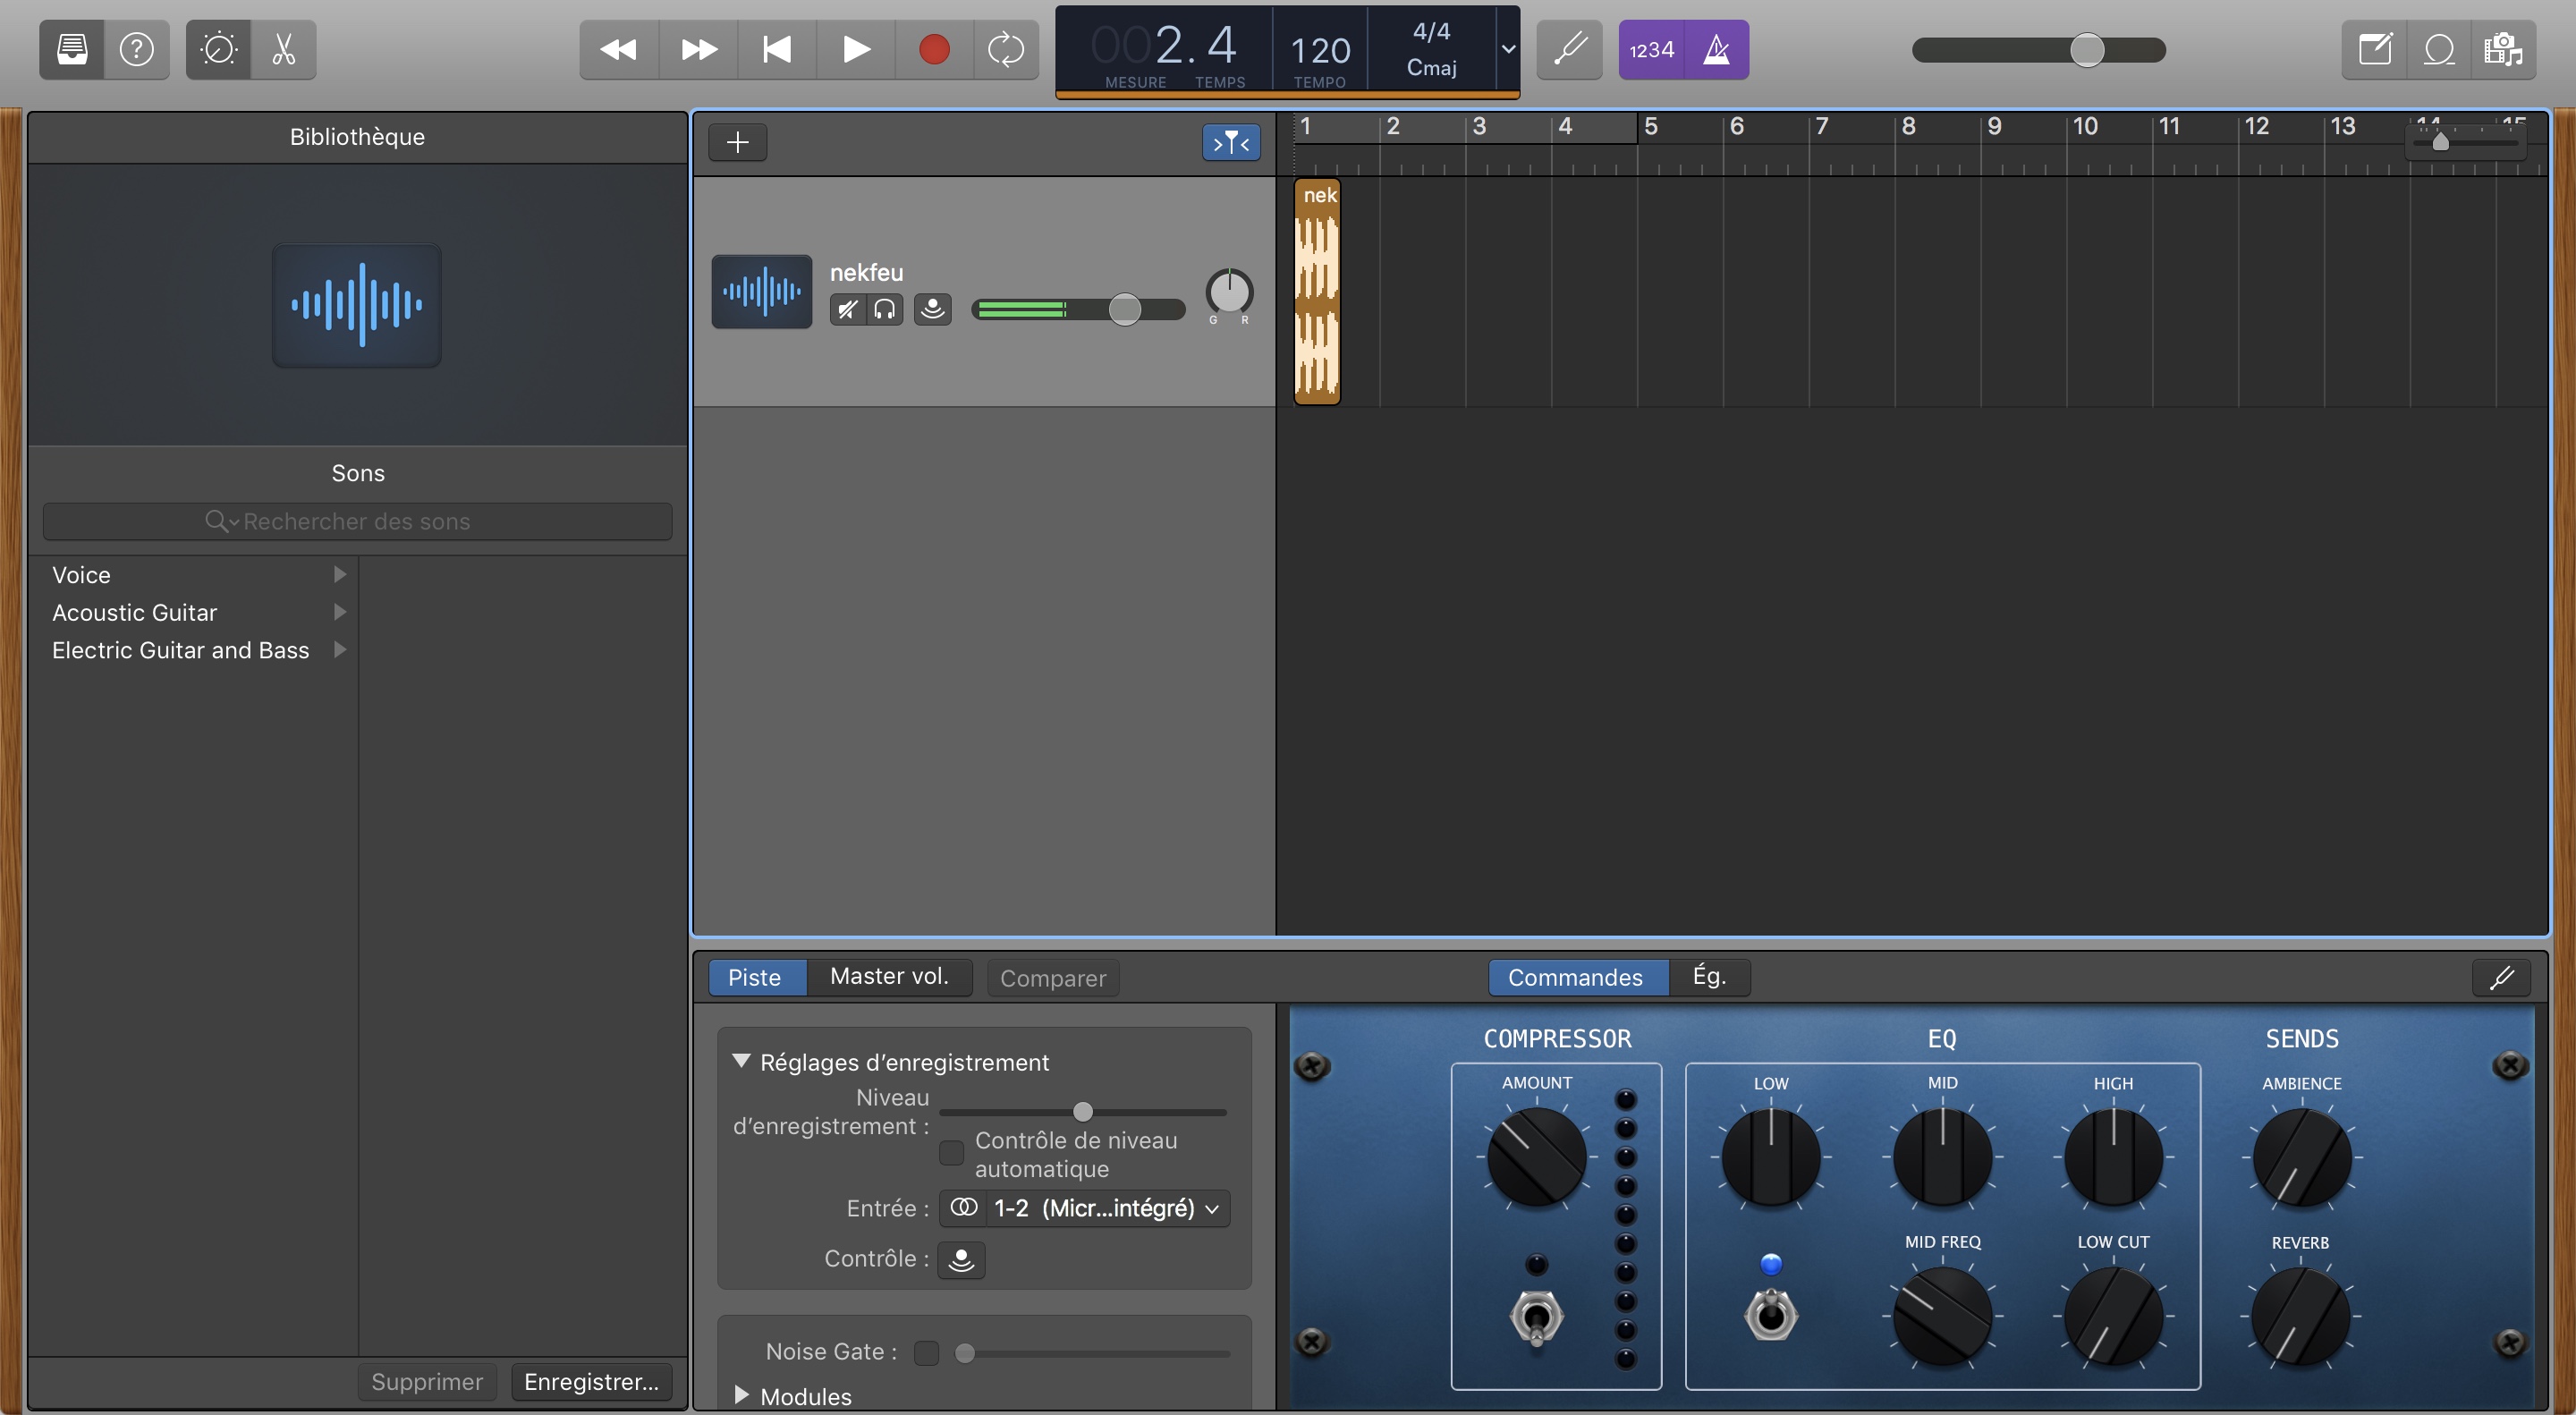 002. 4
MESURE TEMPS
120
TEMPO
4/4
Cmaj
1234
Bibliothèque
1 2 3 4 5 6 7 8 9 10 11 12 13 14 15
nek
nekfeu
G R
Sons
Rechercher des sons
Voice
Acoustic Guitar
Electric Guitar and Bass
Supprimer
Enregistrer...
Piste
Master vol.
Comparer
Commandes
Ég.
Réglages d’enregistrement
Niveau
d’enregistrement :
Contrôle de niveau
automatique
Entrée :
1-2 (Micr...intégré)
Contrôle :
Noise Gate :
Modules
COMPRESSOR
AMOUNT
EQ
LOW
MID
HIGH
MID FREQ
LOW CUT
SENDS
AMBIENCE
REVERB